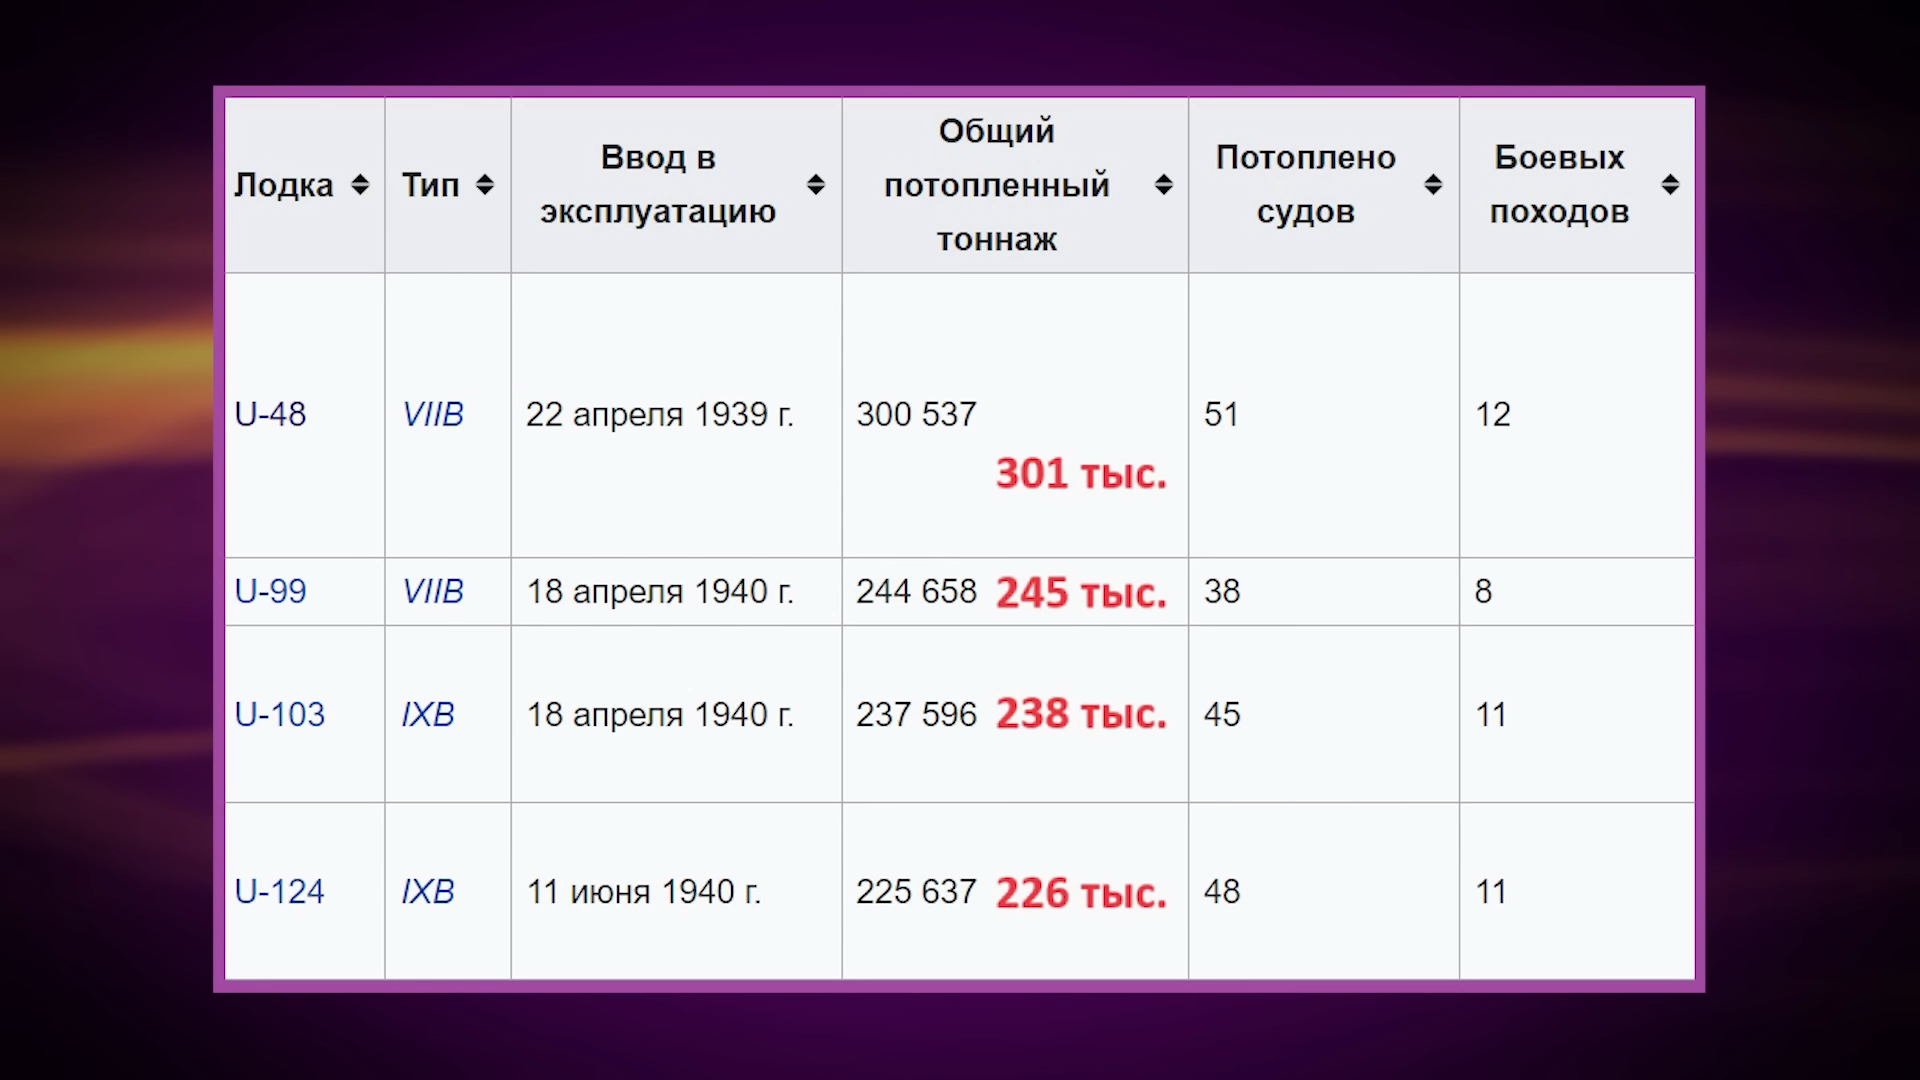 Лодка
Тип
Ввод в
эксплуатацию
Общий
потопленный
тоннаж
Потоплено
судов
Боевых
походов
U-48
VIIB
22 апреля 1939 г.
300 537
301 тыс.
51
12
U-99
VIIB
18 апреля 1940 г.
244 658
245 тыс.
38
8
U-103
IXB
18 апреля 1940 г.
237 596
238 тыс.
45
11
U-124
IXB
11 июня 1940 г.
225 637
226 тыс.
48
11